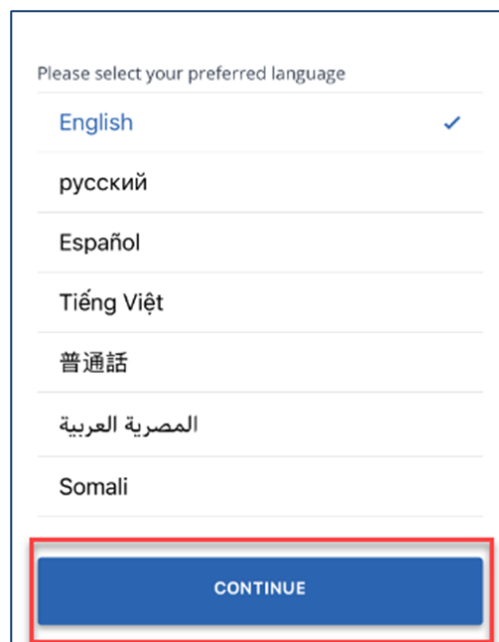 Please select your preferred language
English
русский
Español
Tiếng Việt
普通話
المصرية العربية
Somali
CONTINUE